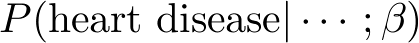 P(heart disease| ··· ; β)